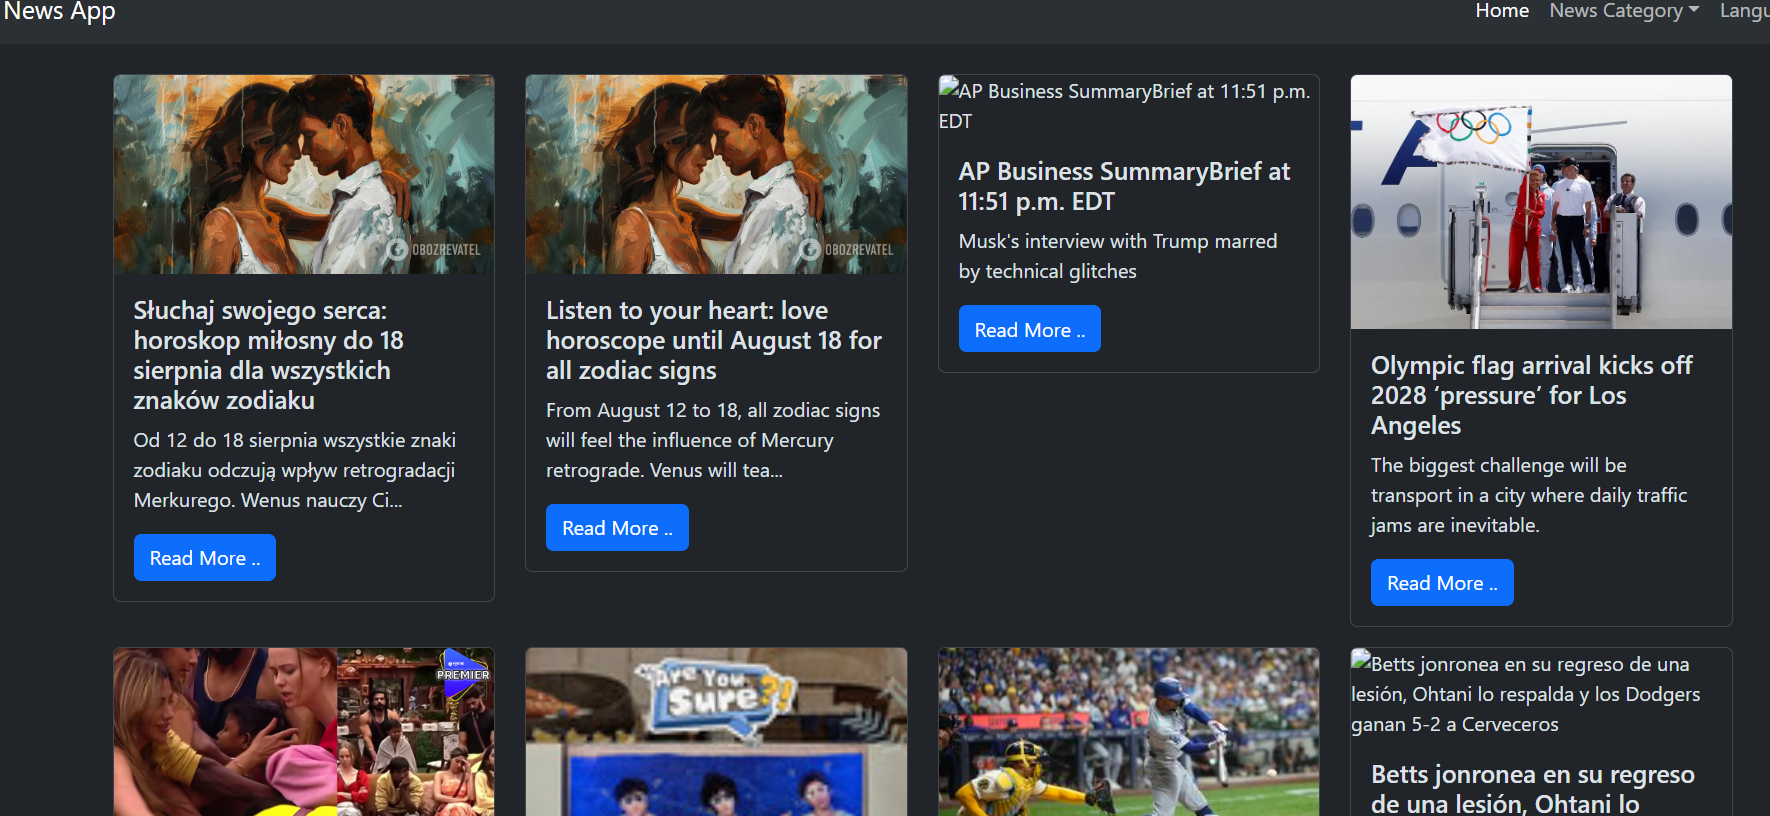 News App
Home
News Category
Langu
OBOZREVATEL
Słuchaj swojego serca:
horoskop miłosny do 18
sierpnia dla wszystkich
znaków zodiaku
Od 12 do 18 sierpnia wszystkie znaki
zodiaku odczują wpływ retrogradacji
Merkurego. Wenus nauczy Ci...
Read More ..
OBOZREVATEL
Listen to your heart: love
horoscope until August 18 for
all zodiac signs
From August 12 to 18, all zodiac signs
will feel the influence of Mercury
retrograde. Venus will tea...
Read More ..
AP Business SummaryBrief at 11:51 p.m.
EDT
AP Business SummaryBrief at
11:51 p.m. EDT
Musk's interview with Trump marred
by technical glitches
Read More ..
A
Olympic flag arrival kicks off
2028 ‘pressure’ for Los
Angeles
The biggest challenge will be
transport in a city where daily traffic
jams are inevitable.
Read More ..
PREMIER
Are You
Sure?!
Betts jonronea en su regreso de una
lesión, Ohtani lo respalda y los Dodgers
ganan 5-2 a Cerveceros
Betts jonronea en su regreso
de una lesión, Ohtani lo